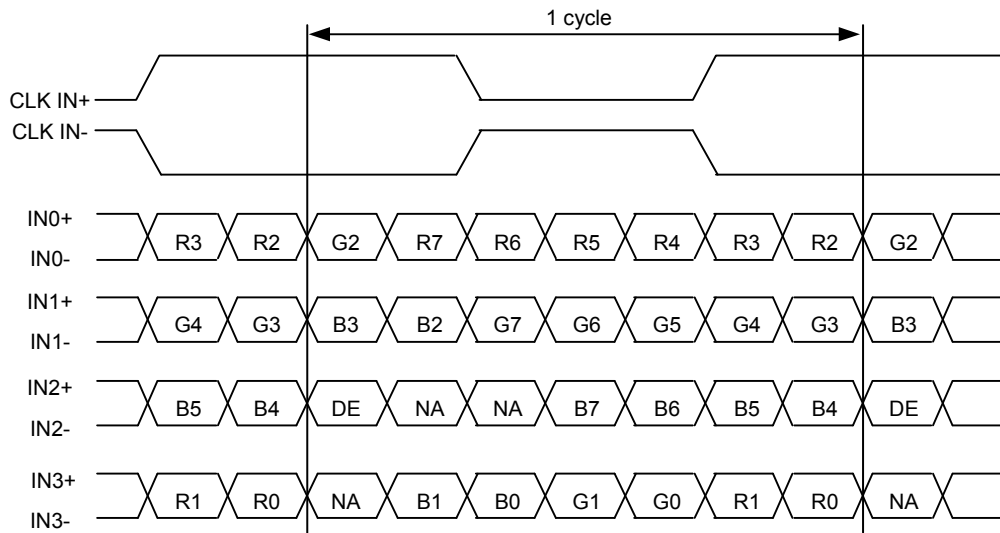 1 cycle
CLK IN+
CLK IN-
IN0+
R3 R2 G2 R7 R6 R5 R4 R3 R2 G2
IN0-
IN1+
G4 G3 B3 B2 G7 G6 G5 G4 G3 B3
IN1-
IN2+
B5 B4 DE NA NA B7 B6 B5 B4 DE
IN2-
IN3+
R1 R0 NA B1 B0 G1 G0 R1 R0 NA
IN3-